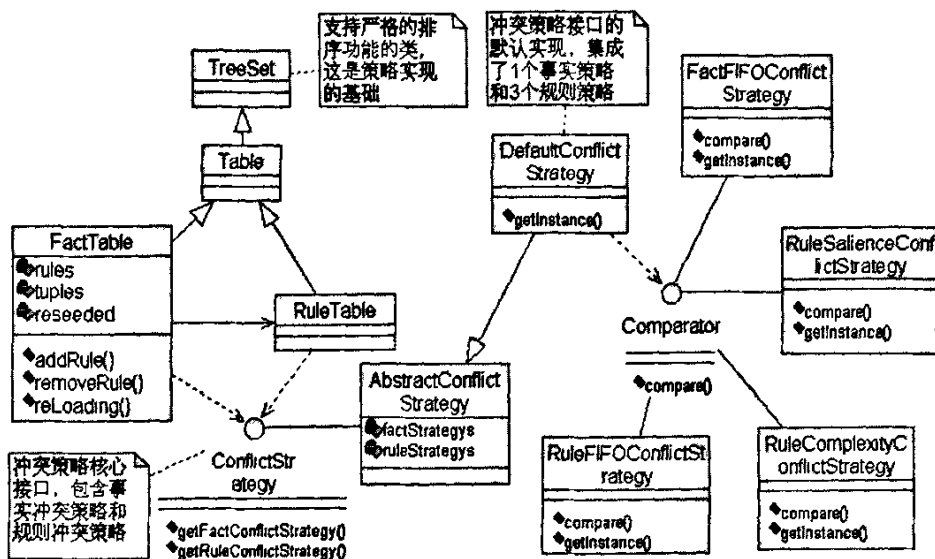 TreeSet
支持严格的排
序功能的类,
这是策略实现
的基础
Table
FactTable
rules
tuples
reseeded
addRule()
removeRule()
reLoading()
RuleTable
冲突策略核心
接口，包含事
实冲突策略和
规则冲突策略
ConflictStr
ategy
getFactConflictStrategy()
getRuleConflictStrategy()
AbstractConflict
Strategy
factStrategys
ruleStrategys
冲突策略接口的
默认实现，集成
了1个事实策略
和3个规则策略
DefaultConflict
Strategy
getInstance()
FactFIFOConflict
Strategy
compare()
getInstance()
RuleSalienceConf
lictStrategy
compare()
getInstance()
Comparator
compare()
RuleFIFOConflictSt
rategy
compare()
getInstance()
RuleComplexityC
onflictStrategy
compare()
getInstance()